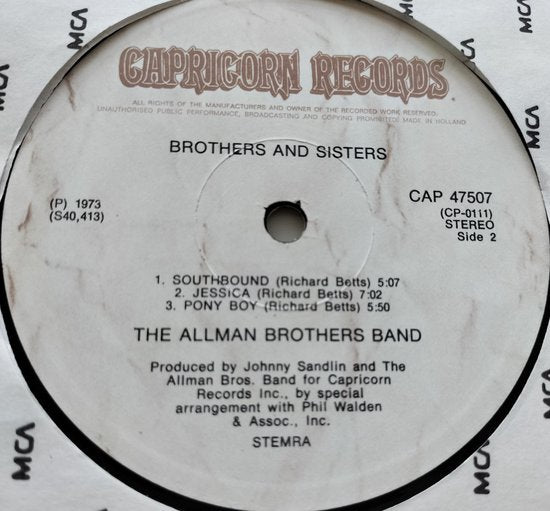 CAPRICORN RECORDS
ALL RIGHTS OF THE MANUFACTURERS AND OWNER OF THE RECORDED WORK RESERVED.
UNAUTHORISED PUBLIC PERFORMANCE, BROADCASTING AND COPYING PROHIBITED. MADE IN HOLLAND
BROTHERS AND SISTERS
(P) 1973
(S40,413)
CAP 47507
(CP-0111)
STEREO
Side 2
1. SOUTHBOUND (Richard Betts) 5:07
2. JESSICA (Richard Betts) 7:02
3. PONY BOY (Richard Betts) 5:50
THE ALLMAN BROTHERS BAND
Produced by Johnny Sandlin and The
Allman Bros. Band for Capricorn
Records Inc., by special
arrangement with Phil Walden
& Assoc., Inc.
STEMRA
MCA
MCA
MCA
MCA
MCA
MCA
MCA
MCA